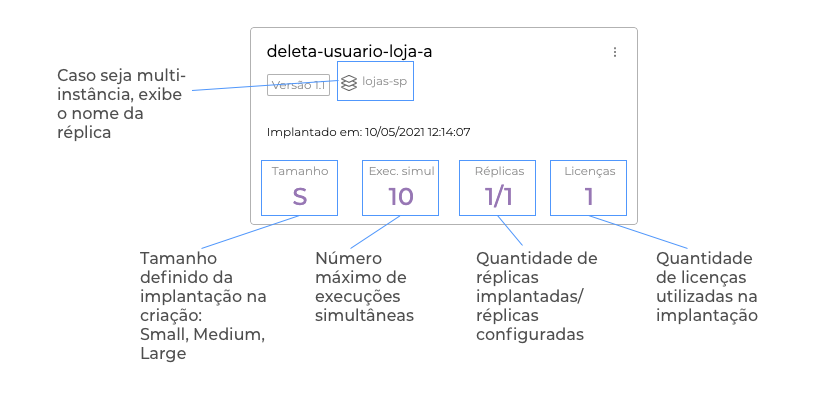 deleta-usuario-loja-a
Caso seja multi-
instância, exibe
o nome da
réplica
Versão 1.1
lojas-sp
Implantado em: 10/05/2021 12:14:07
Tamanho
S
Exec. simul
10
Réplicas
1/1
Licenças
1
Tamanho
definido da
implantação na
criação:
Small, Medium,
Large
Número
máximo de
execuções
simultâneas
Quantidade de
réplicas
implantadas/
réplicas
configuradas
Quantidade
de licenças
utilizadas na
implantação